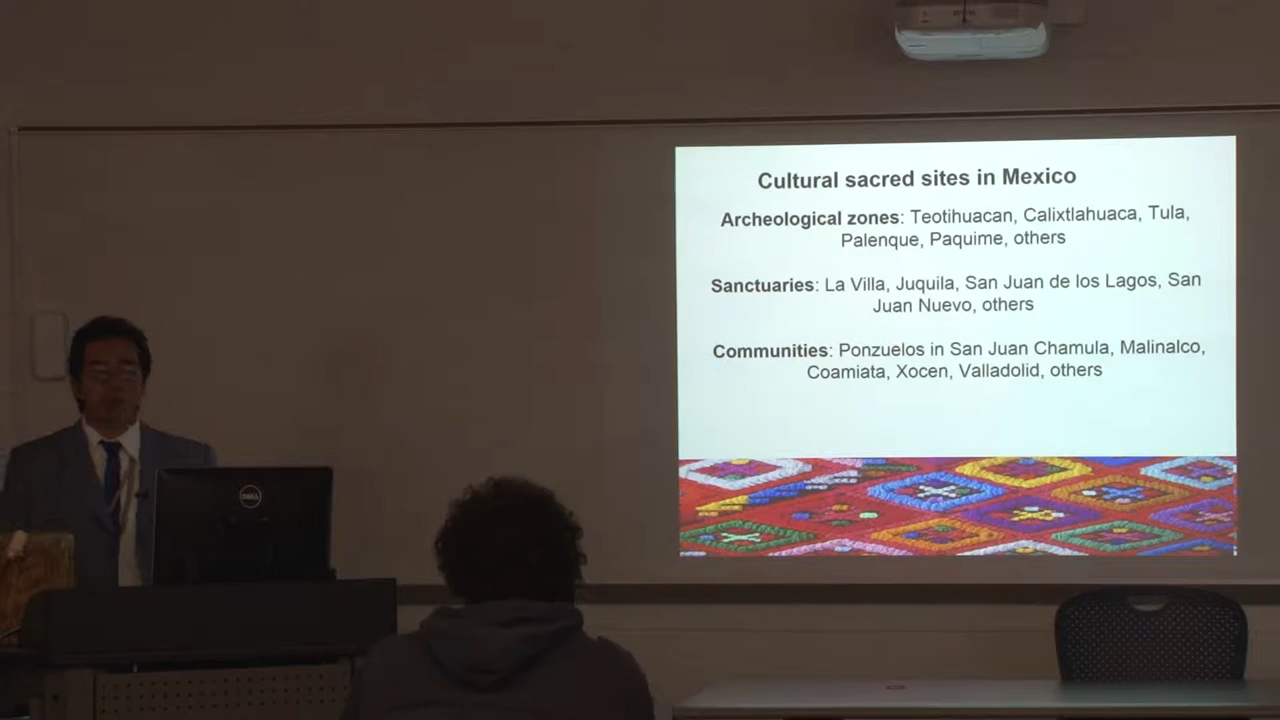 Cultural sacred sites in Mexico
Archeological zones: Teotihuacan, Calixtlahuaca, Tula,
Palenque, Paquime, others
Sanctuaries: La Villa, Juquila, San Juan de los Lagos, San
Juan Nuevo, others
Communities: Ponzuelos in San Juan Chamula, Malinalco,
Coamiata, Xocen, Valladolid, others
DELL